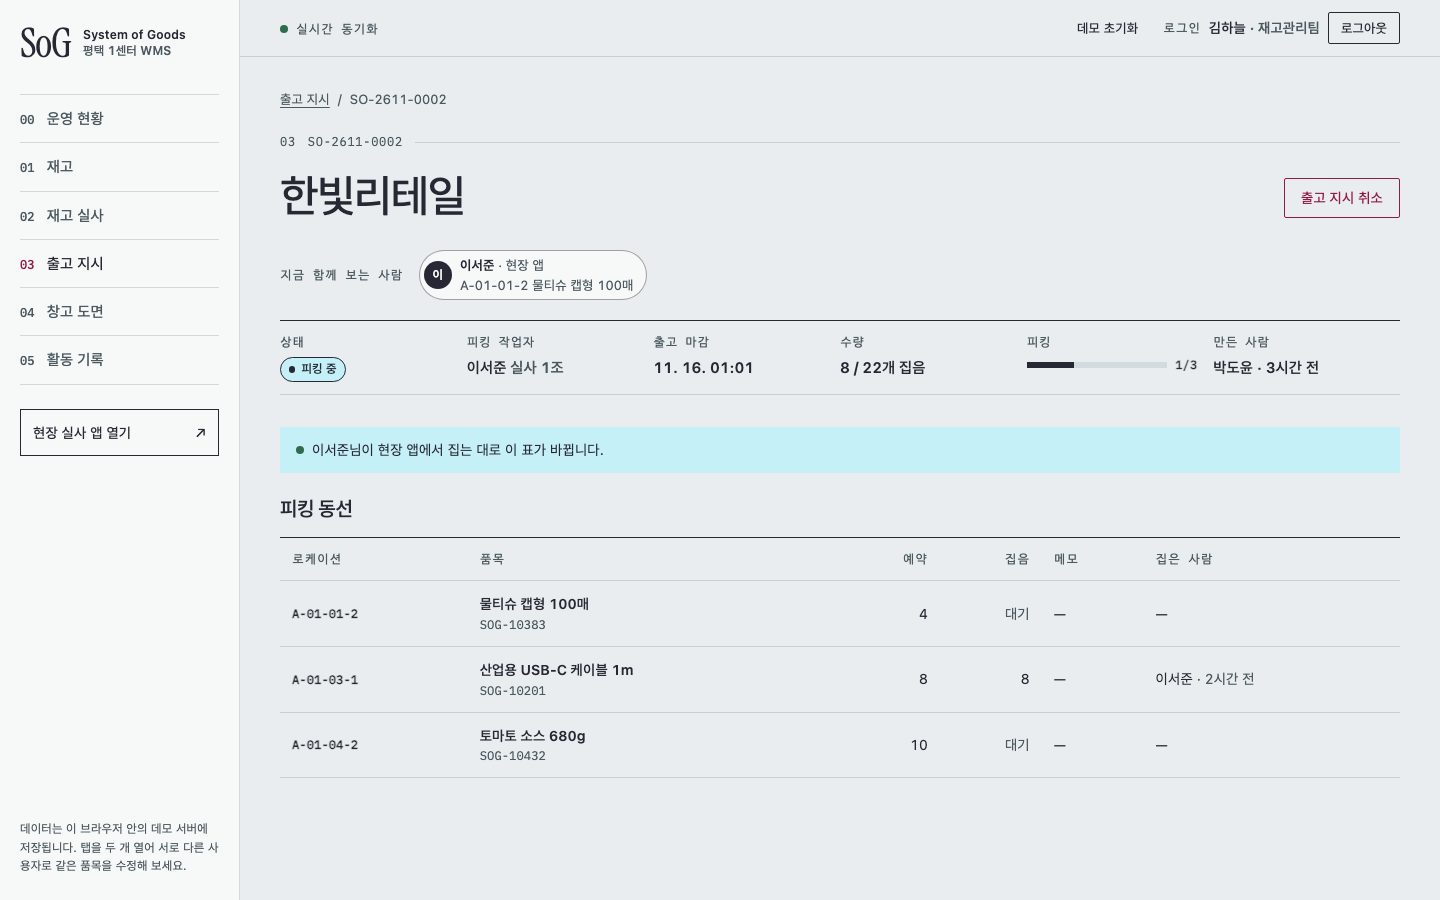 SoG
System of Goods
평택 1센터 WMS
00 운영 현황
01 재고
02 재고 실사
03 출고 지시
04 창고 도면
05 활동 기록
현장 실사 앱 열기 ↗
데이터는 이 브라우저 안의 데모 서버에
저장됩니다. 탭을 두 개 열어 서로 다른 사
용자로 같은 품목을 수정해 보세요.
실시간 동기화
데모 초기화
로그인 김하늘 · 재고관리팀
로그아웃
출고 지시 / SO-2611-0002
03 SO-2611-0002
한빛리테일
출고 지시 취소
지금 함께 보는 사람
이
이서준 · 현장 앱
A-01-01-2 물티슈 캡형 100매
상태 피킹 작업자 출고 마감 수량 피킹 만든 사람
피킹 중 이서준 실사 1조 11. 16. 01:01 8 / 22개 집음 1/3 박도윤 · 3시간 전
이서준님이 현장 앱에서 집는 대로 이 표가 바뀝니다.
피킹 동선
로케이션 품목 예약 집음 메모 집은 사람
A-01-01-2 물티슈 캡형 100매 4 대기 — —
SOG-10383
A-01-03-1 산업용 USB-C 케이블 1m 8 8 — 이서준 · 2시간 전
SOG-10201
A-01-04-2 토마토 소스 680g 10 대기 — —
SOG-10432